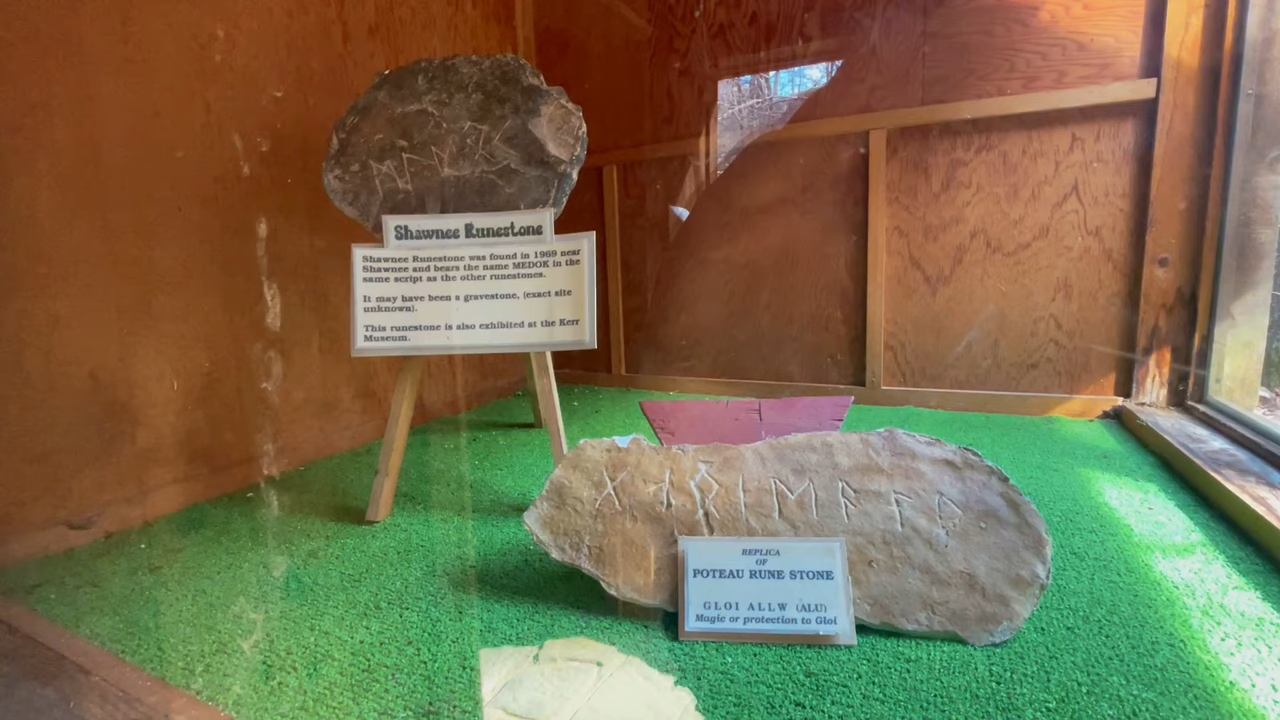 Shawnee Runestone
Shawnee Runestone was found in 1969 near
Shawnee and bears the name MEDOK in the
same script as the other runestones.
It may have been a gravestone, (exact site
unknown).
This runestone is also exhibited at the Kerr
Museum.
REPLICA
OF
POTEAU RUNE STONE
GLOI ALLW (ALU)
Magic or protection to Gloi